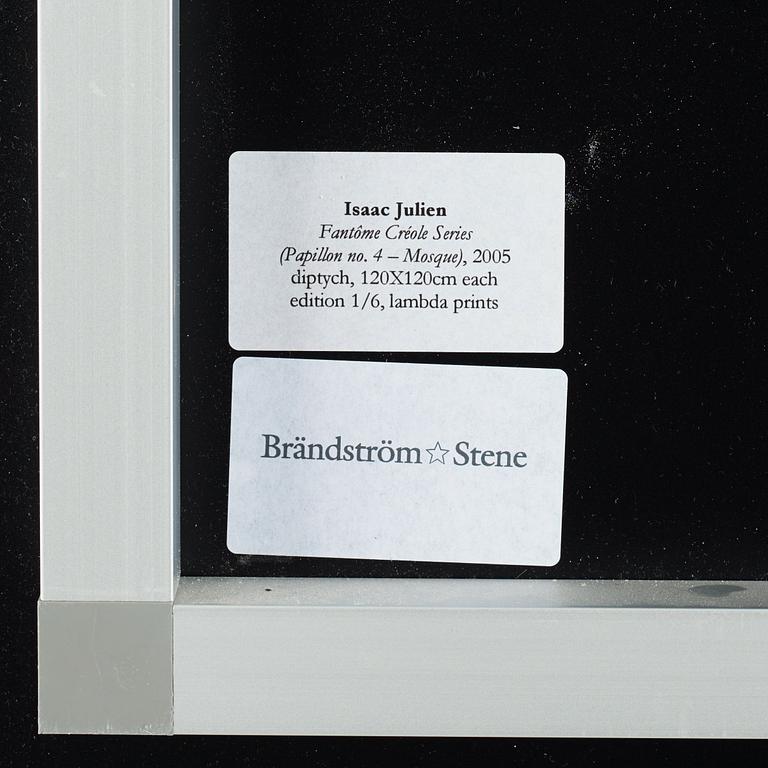 Isaac Julien
Fantôme Créole Series
(Papillon no. 4 – Mosque), 2005
diptych, 120X120cm each
edition 1/6, lambda prints
Brändström☆Stene